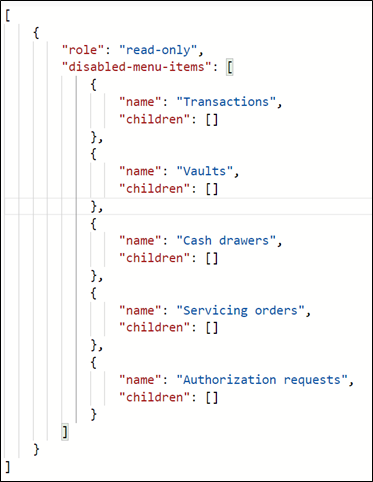 [
    {
        "role": "read-only",
        "disabled-menu-items": [
            {
                "name": "Transactions",
                "children": []
            },
            {
                "name": "Vaults",
                "children": []
            },
            {
                "name": "Cash drawers",
                "children": []
            },
            {
                "name": "Servicing orders",
                "children": []
            },
            {
                "name": "Authorization requests",
                "children": []
            }
        ]
    }
]